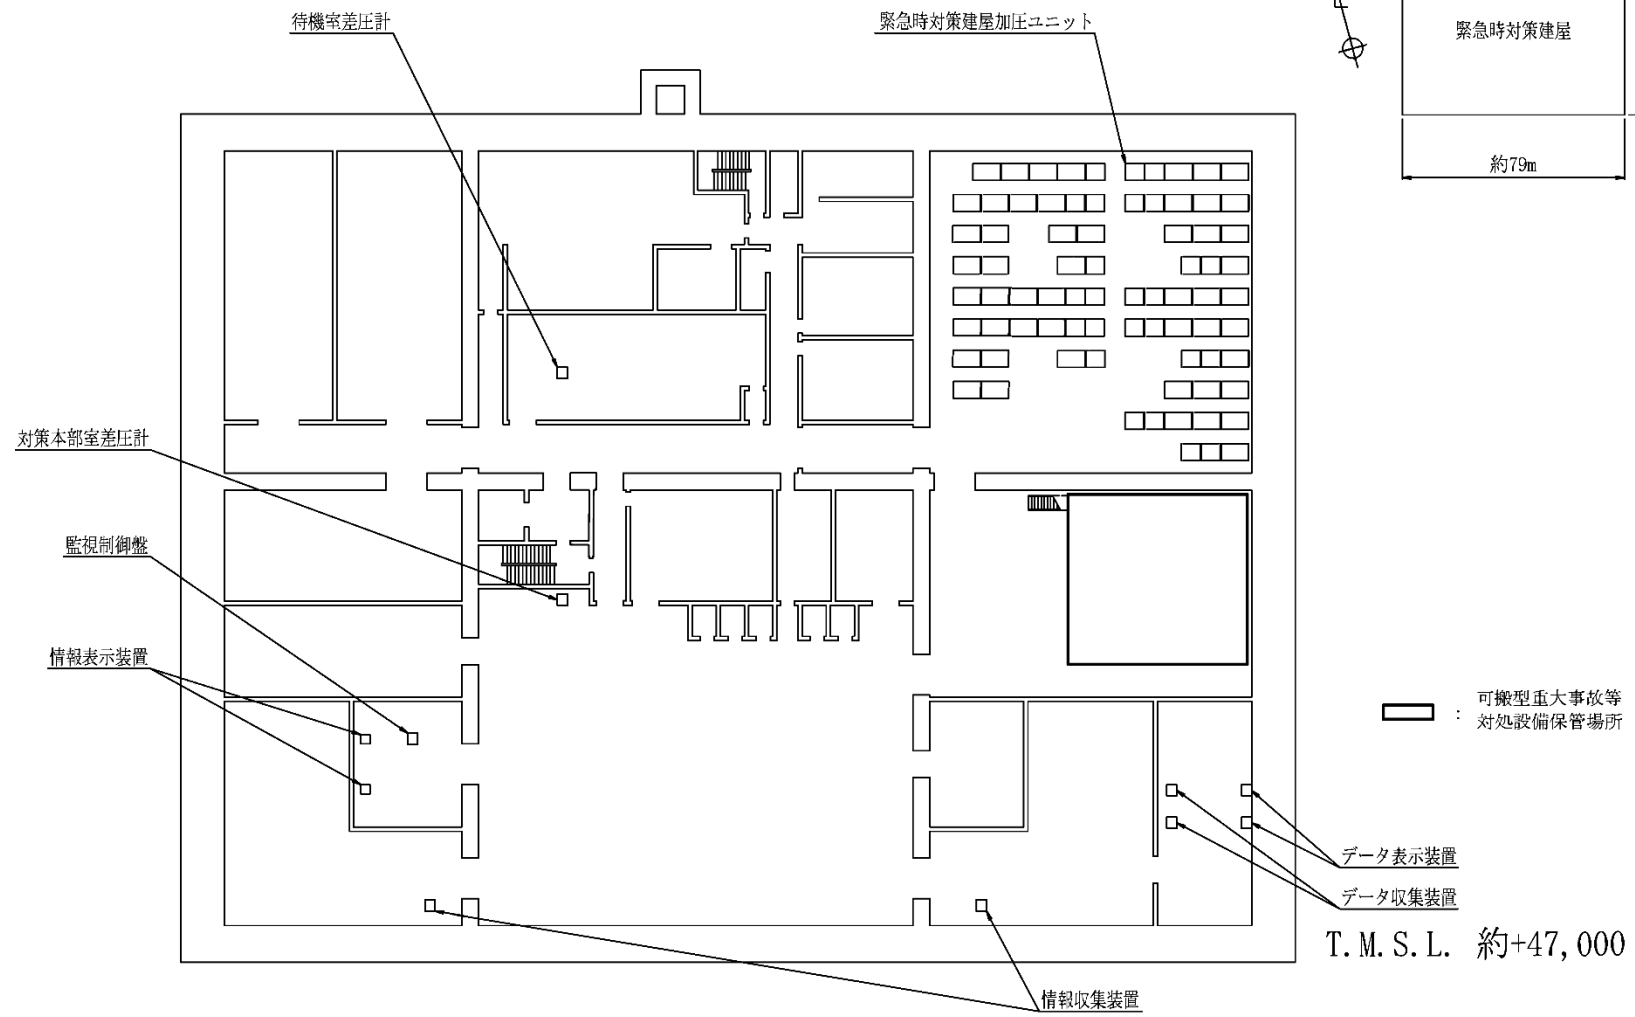 待機室差圧計
緊急時対策建屋加圧ユニット
緊急時対策建屋
約79m
対策本部室差圧計
監視制御盤
情報表示装置
可搬型重大事故等
： 対処設備保管場所
データ表示装置
データ収集装置
T.M.S.L. 約+47,000
情報収集装置